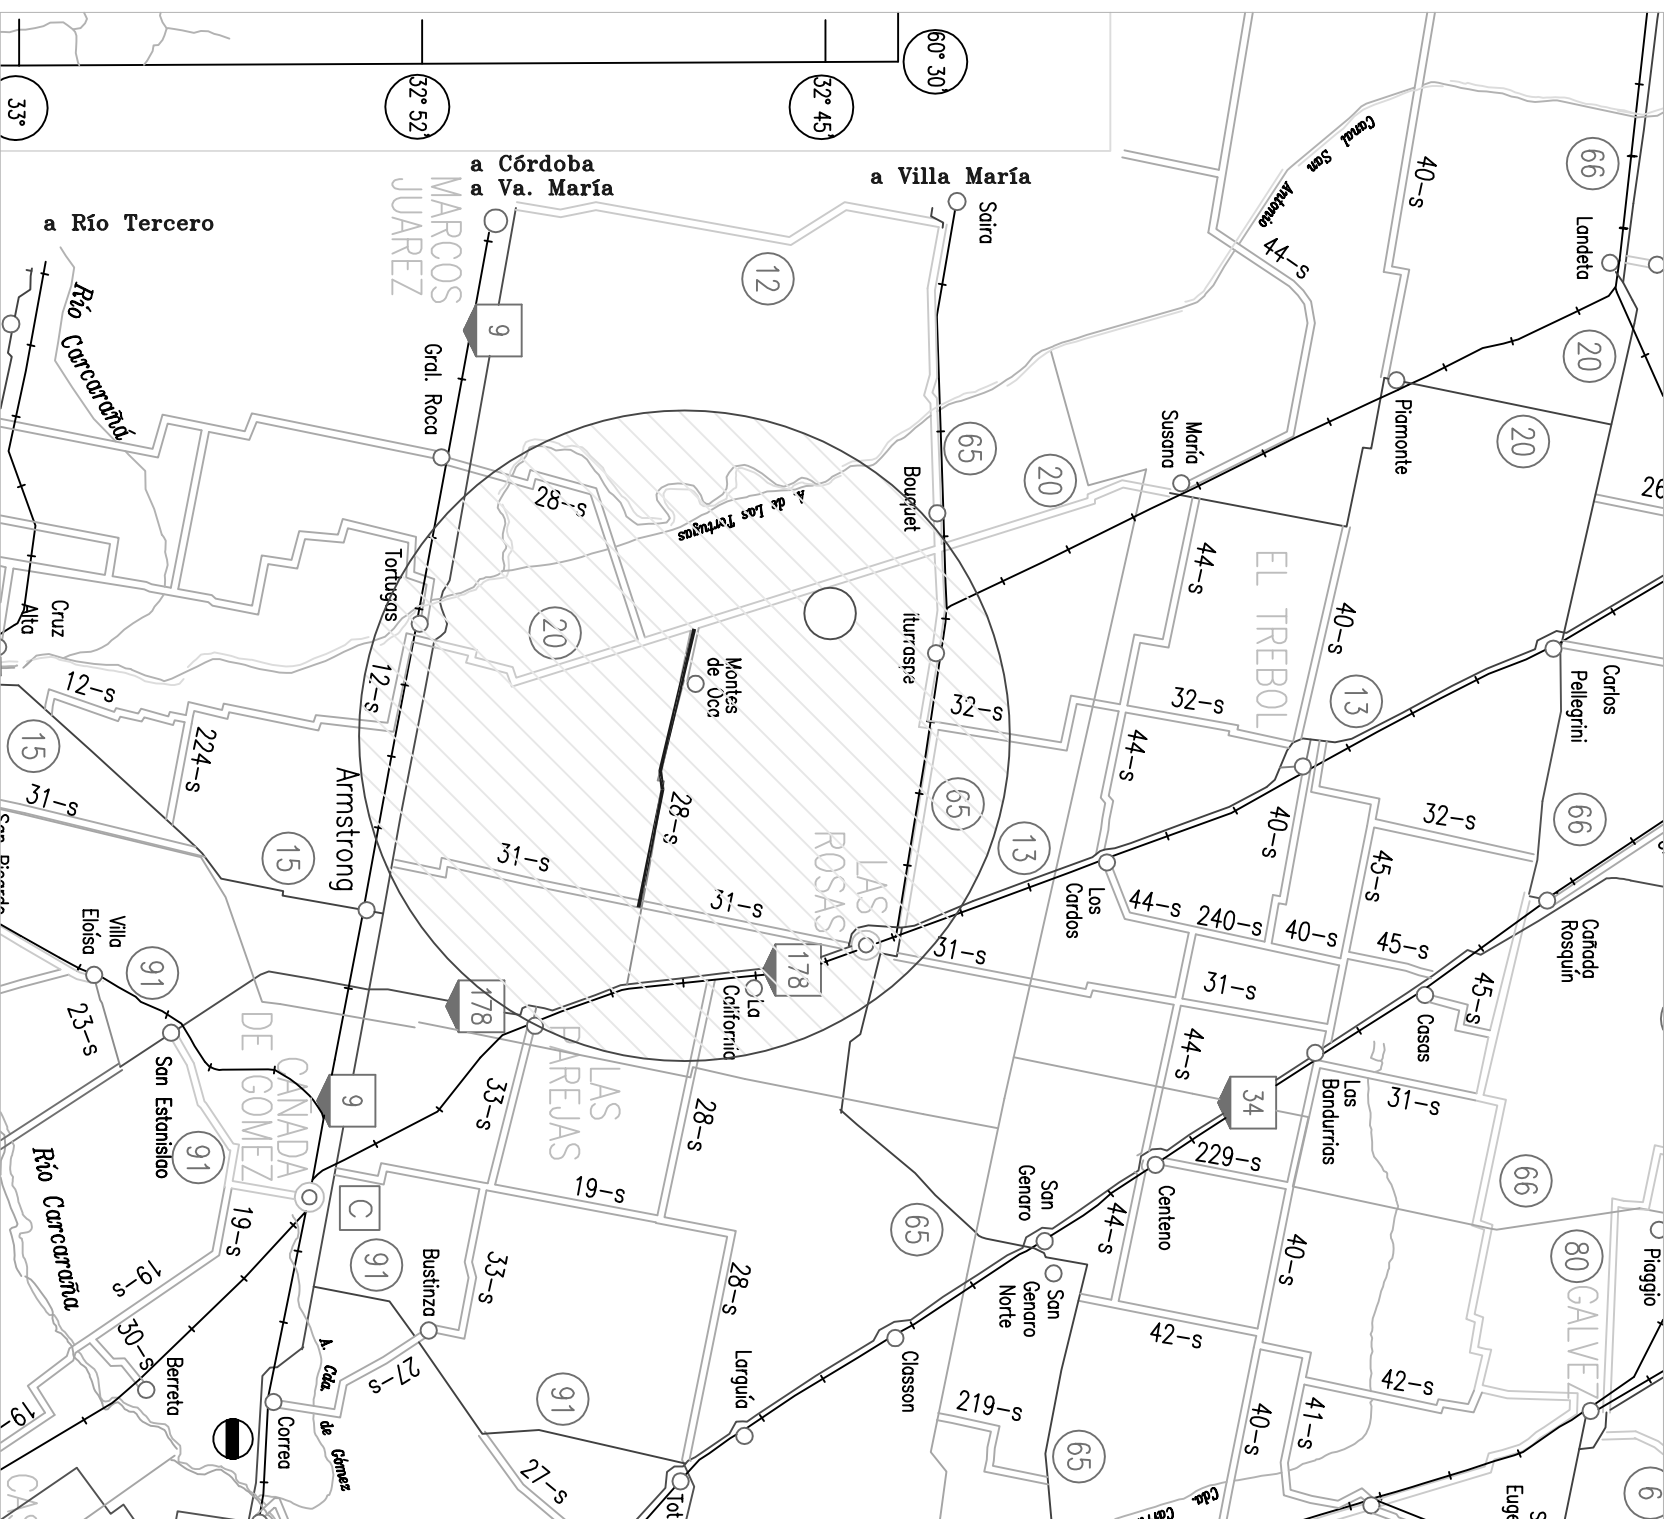 60° 30'
33°
32° 52'
32° 45'
a Córdoba
a Va. María
a Villa María
a Río Tercero
MARCOS
JUAREZ
Saira
Canal San Antonio
40-s
66
Landeta
44-s
12
Río Carcarañá
9
Gral. Roca
20
Piamonte
María
Susana
65
20
20
26
Bouquet
28-s
A. de Las Tortugas
Tortugas
44-s
EL TREBOL
40-s
Cruz
Alta
20
Iturraspe
Montes
de Oca
12-s
12-s
32-s
32-s
13
Carlos
Pellegrini
15
224-s
31-s
Armstrong
44-s
65
28-s
31-s
15
13
40-s
32-s
66
45-s
LAS
ROSAS
31-s
Los
Cardos
44-s
240-s
40-s
45-s
Cañada
Rosquín
Villa
Eloísa
91
31-s
178
La
California
178
31-s
45-s
Casas
23-s
San Estanislao
CAÑADA
DE GOMEZ
LAS
PAREJAS
44-s
9
33-s
28-s
34
Las
Bandurrias
31-s
91
229-s
66
Río Carcaraña
19-s
C
19-s
San
Genaro
Centeno
44-s
65
91
Bustinza
33-s
40-s
80
Piaggio
19-s
28-s
San
Genaro
Norte
GALVEZ
30-s
Berreta
A. Cda. de Gómez
27-s
Larguía
Classon
42-s
42-s
91
219-s
19-s
Correa
40-s
41-s
65
27-s
Tot
Cda.
6
Euge